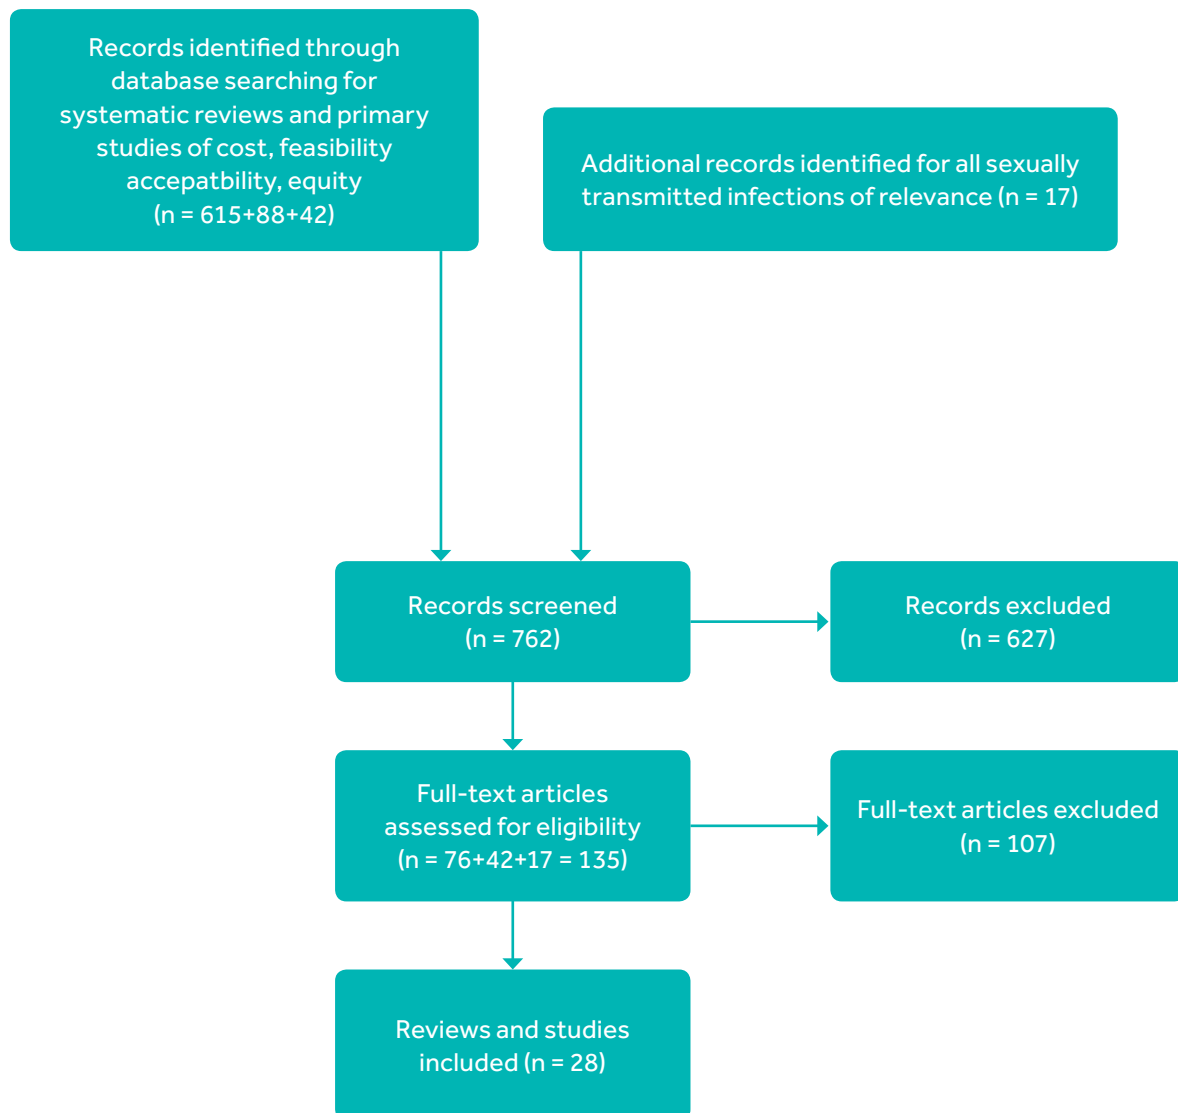 Records identified through
database searching for
systematic reviews and primary
studies of cost, feasibility
accepatbility, equity
(n = 615+88+42)
Additional records identified for all sexually
transmitted infections of relevance (n = 17)
Records screened
(n = 762)
Records excluded
(n = 627)
Full-text articles
assessed for eligibility
(n = 76+42+17 = 135)
Full-text articles excluded
(n = 107)
Reviews and studies
included (n = 28)